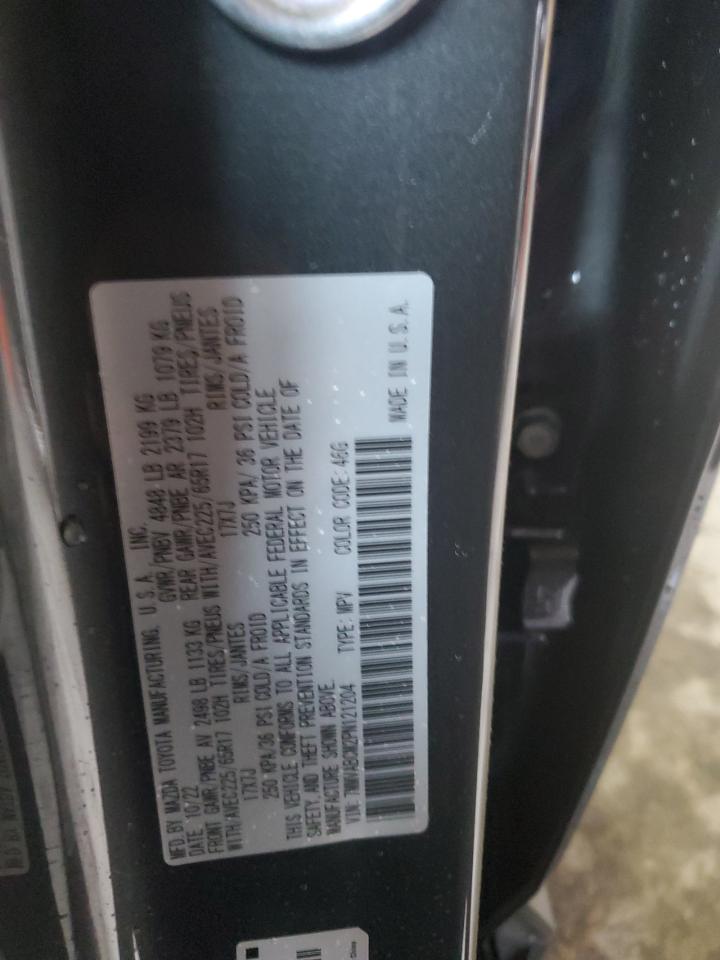 MFD.BY MAZDA TOYOTA MANUFACTURING, U.S.A. INC.
DATE 10/22 GVWR/PNBV 4848 LB 2199 KG
FRONT GAWR/PNBE AV 2498 LB 1133 KG REAR GAWR/PNBE AR 2379 LB 1079 KG
WITH/AVEC225/65R17 102H TIRES/PNEUS WITH/AVEC225/65R17 102H TIRES/PNEUS
17X7J RIMS/JANTES 17X7J RIMS/JANTES
250 KPA/36 PSI COLD/A FROID 250 KPA/ 36 PSI COLD/A FROID
THIS VEHICLE CONFORMS TO ALL APPLICABLE FEDERAL MOTOR VEHICLE
SAFETY, AND THEFT PREVENTION STANDARDS IN EFFECT ON THE DATE OF
MANUFACTURE SHOWN ABOVE.
VIN: 7MMVABCM2PN121204 TYPE: MPV COLOR CODE:46G
MADE IN U.S.A.